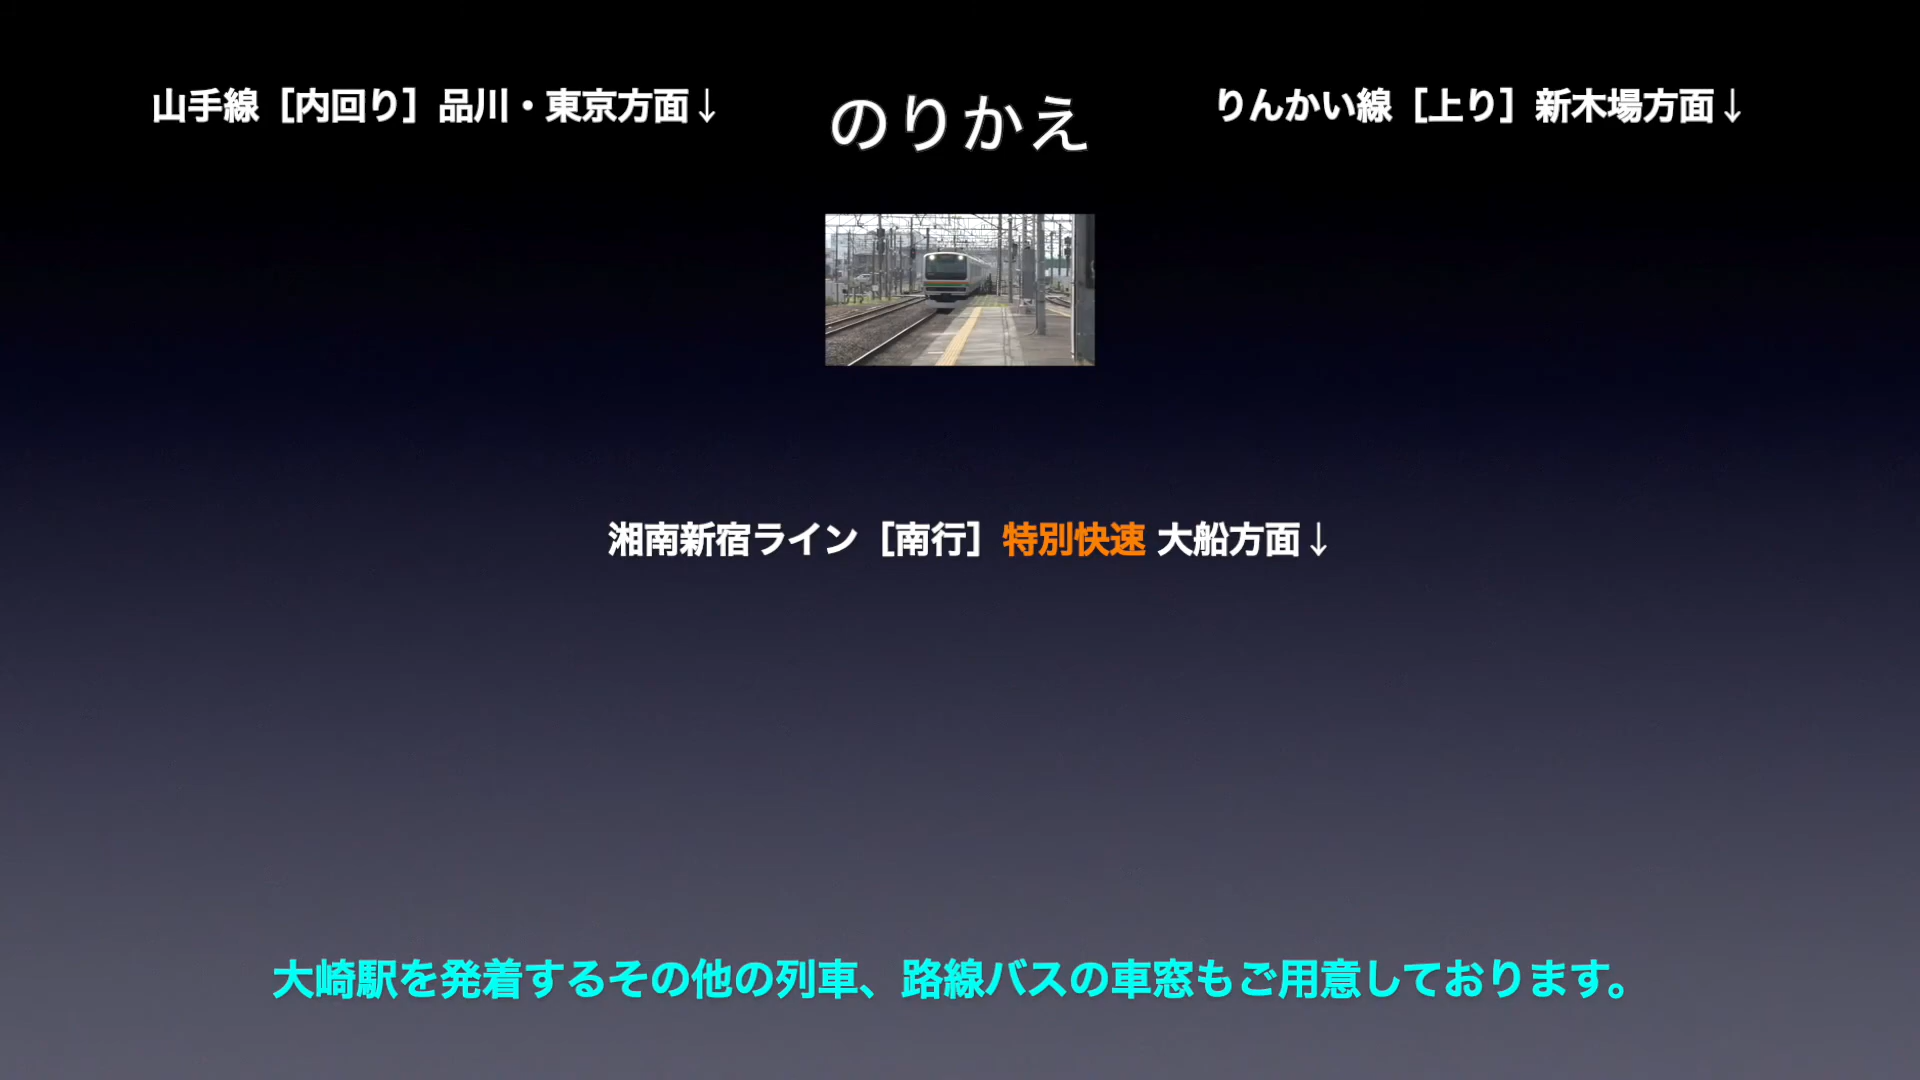 山手線［内回り］品川・東京方面↓
のりかえ
りんかい線［上り］新木場方面↓
湘南新宿ライン［南行］特別快速 大船方面↓
大崎駅を発着するその他の列車、路線バスの車窓もご用意しております。